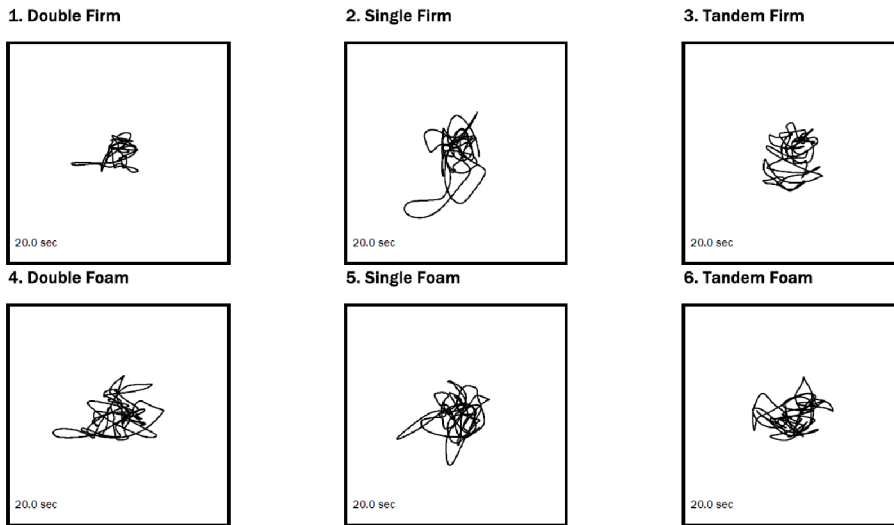 1. Double Firm
2. Single Firm
3. Tandem Firm
20.0 sec
20.0 sec
20.0 sec
4. Double Foam
5. Single Foam
6. Tandem Foam
20.0 sec
20.0 sec
20.0 sec